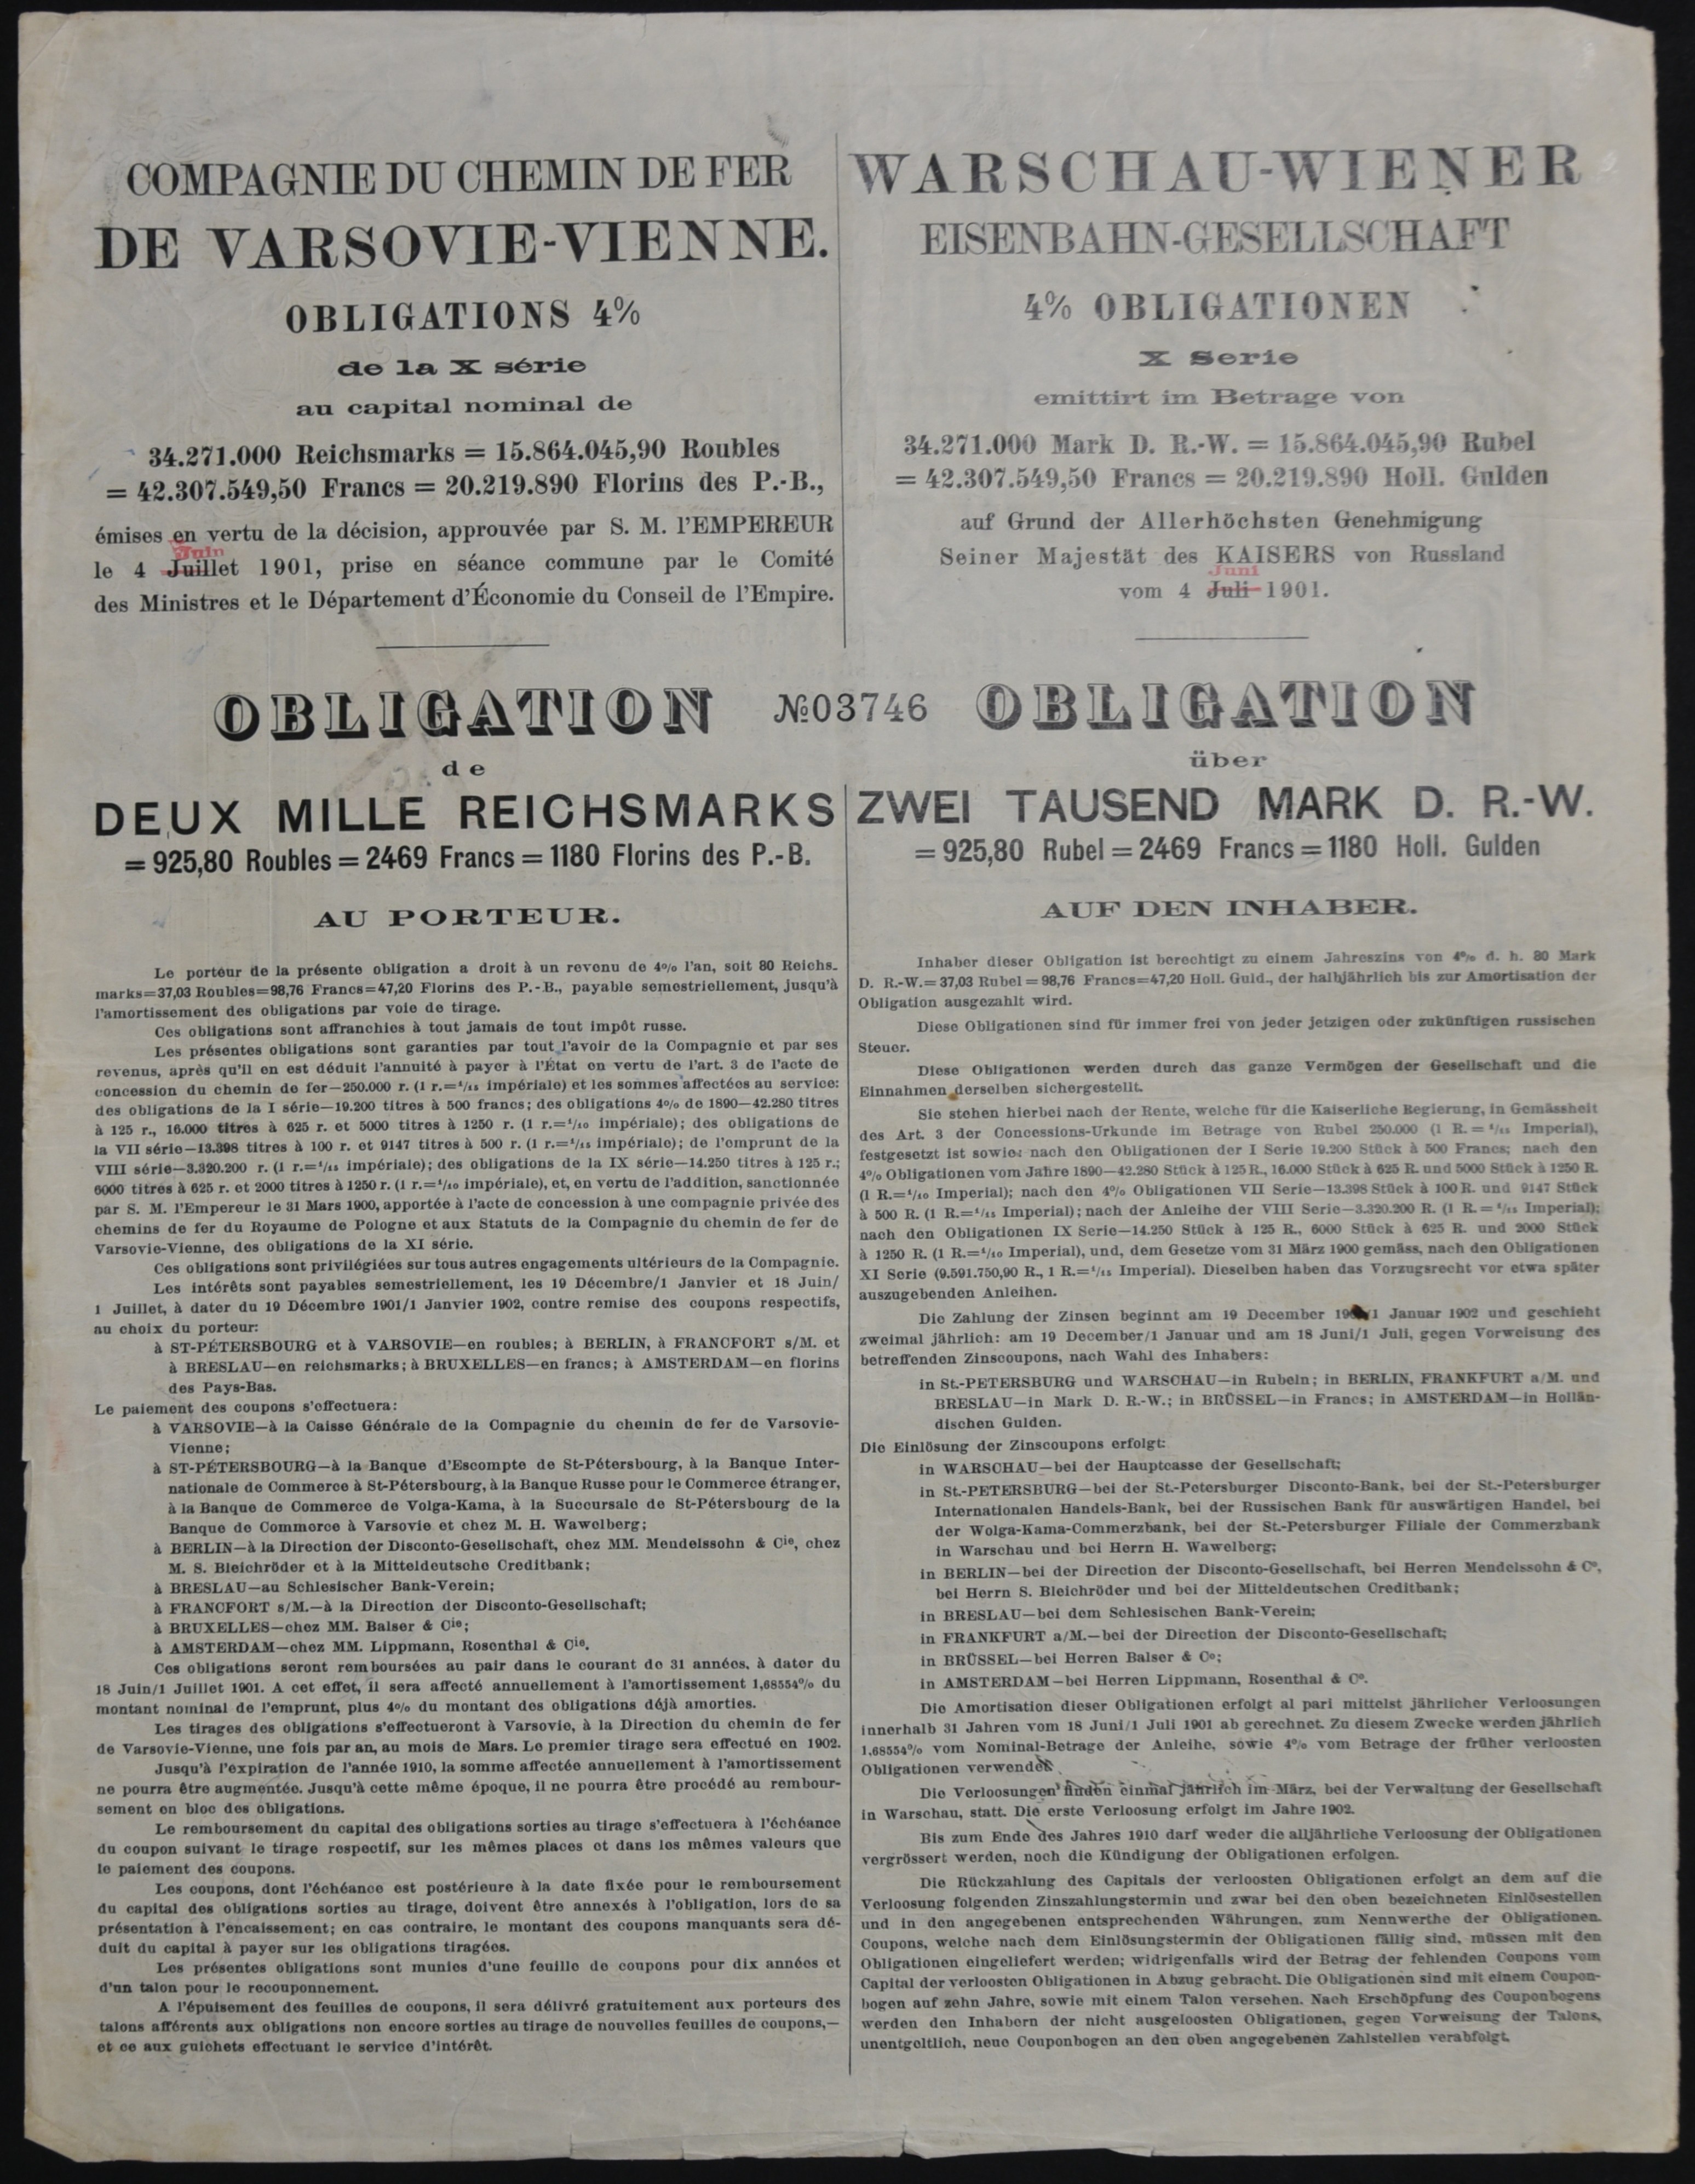 COMPAGNIE DU CHEMIN DE FER
DE VARSOVIE-VIENNE.
OBLIGATIONS 4%
de la X série
au capital nominal de
34.271.000 Reichsmarks = 15.864.045,90 Roubles
= 42.307.549,50 Francs = 20.219.890 Florins des P.-B.,
émises en vertu de la décision, approuvée par S. M. l'EMPEREUR
Juin
le 4 Juillet 1901, prise en séance commune par le Comité
des Ministres et le Département d'Économie du Conseil de l'Empire.
WARSCHAU-WIENER
EISENBAHN-GESELLSCHAFT
4% OBLIGATIONEN
X Serie
emittirt im Betrage von
34.271.000 Mark D. R.-W. = 15.864.045,90 Rubel
= 42.307.549,50 Francs = 20.219.890 Holl. Gulden
auf Grund der Allerhöchsten Genehmigung
Seiner Majestät des KAISERS von Russland
Juni
vom 4 Juli 1901.
OBLIGATION №03746 OBLIGATION
de
DEUX MILLE REICHSMARKS
= 925,80 Roubles = 2469 Francs = 1180 Florins des P.-B.
AU PORTEUR.
Le porteur de la présente obligation a droit à un revenu de 4% l'an, soit 80 Reichs-
marks=37,03 Roubles=98,76 Francs=47,20 Florins des P.-B., payable semestriellement, jusqu'à
l'amortissement des obligations par voie de tirage.
Ces obligations sont affranchies à tout jamais de tout impôt russe.
Les présentes obligations sont garanties par tout l'avoir de la Compagnie et par ses
revenus, après qu'il en est déduit l'annuité à payer à l'État en vertu de l'art. 3 de l'acte de
concession du chemin de fer—250.000 r. (1 r.=¹/₁₅ impériale) et les sommes affectées au service:
des obligations de la I série—19.200 titres à 500 francs; des obligations 4% de 1890—42.280 titres
à 125 r., 16.000 titres à 625 r. et 5000 titres à 1250 r. (1 r.=¹/₁₀ impériale); des obligations de
la VII série—13.398 titres à 100 r. et 9147 titres à 500 r. (1 r.=¹/₁₅ impériale); de l'emprunt de la
VIII série—3.320.200 r. (1 r.=¹/₁₅ impériale); des obligations de la IX série—14.250 titres à 125 r.;
6000 titres à 625 r. et 2000 titres à 1250 r. (1 r.=¹/₁₀ impériale), et, en vertu de l'addition, sanctionnée
par S. M. l'Empereur le 31 Mars 1900, apportée à l'acte de concession à une compagnie privée des
chemins de fer du Royaume de Pologne et aux Statuts de la Compagnie du chemin de fer de
Varsovie-Vienne, des obligations de la XI série.
Ces obligations sont privilégiées sur tous autres engagements ultérieurs de la Compagnie.
Les intérêts sont payables semestriellement, les 19 Décembre/1 Janvier et 18 Juin/
1 Juillet, à dater du 19 Décembre 1901/1 Janvier 1902, contre remise des coupons respectifs,
au choix du porteur:
à ST-PÉTERSBOURG et à VARSOVIE—en roubles; à BERLIN, à FRANCFORT s/M. et
à BRESLAU—en reichsmarks; à BRUXELLES—en francs; à AMSTERDAM—en florins
des Pays-Bas.
Le paiement des coupons s'effectuera:
à VARSOVIE—à la Caisse Générale de la Compagnie du chemin de fer de Varsovie-
Vienne;
à ST-PÉTERSBOURG—à la Banque d'Escompte de St-Pétersbourg, à la Banque Inter-
nationale de Commerce à St-Pétersbourg, à la Banque Russe pour le Commerce étranger,
à la Banque de Commerce de Volga-Kama, à la Succursale de St-Pétersbourg de la
Banque de Commerce à Varsovie et chez M. H. Wawelberg;
à BERLIN—à la Direction der Disconto-Gesellschaft, chez MM. Mendelssohn & Cie, chez
M. S. Bleichröder et à la Mitteldeutsche Creditbank;
à BRESLAU—au Schlesischer Bank-Verein;
à FRANCFORT s/M.—à la Direction der Disconto-Gesellschaft;
à BRUXELLES—chez MM. Balser & Cie;
à AMSTERDAM—chez MM. Lippmann, Rosenthal & Cie.
Ces obligations seront remboursées au pair dans le courant de 31 années, à dater du
18 Juin/1 Juillet 1901. A cet effet, il sera affecté annuellement à l'amortissement 1,68554% du
montant nominal de l'emprunt, plus 4% du montant des obligations déjà amorties.
Les tirages des obligations s'effectueront à Varsovie, à la Direction du chemin de fer
de Varsovie-Vienne, une fois par an, au mois de Mars. Le premier tirage sera effectué en 1902.
Jusqu'à l'expiration de l'année 1910, la somme affectée annuellement à l'amortissement
ne pourra être augmentée. Jusqu'à cette même époque, il ne pourra être procédé au rembour-
sement en bloc des obligations.
Le remboursement du capital des obligations sorties au tirage s'effectuera à l'échéance
du coupon suivant le tirage respectif, sur les mêmes places et dans les mêmes valeurs que
le paiement des coupons.
Les coupons, dont l'échéance est postérieure à la date fixée pour le remboursement
du capital des obligations sorties au tirage, doivent être annexés à l'obligation, lors de sa
présentation à l'encaissement; en cas contraire, le montant des coupons manquants sera dé-
duit du capital à payer sur les obligations tiragées.
Les présentes obligations sont munies d'une feuille de coupons pour dix années et
d'un talon pour le recouponnement.
A l'épuisement des feuilles de coupons, il sera délivré gratuitement aux porteurs des
talons afférents aux obligations non encore sorties au tirage de nouvelles feuilles de coupons,—
et ce aux guichets effectuant le service d'intérêt.
über
ZWEI TAUSEND MARK D. R.-W.
= 925,80 Rubel = 2469 Francs = 1180 Holl. Gulden
AUF DEN INHABER.
Inhaber dieser Obligation ist berechtigt zu einem Jahreszins von 4% d. h. 80 Mark
D. R.-W.= 37,03 Rubel = 98,76 Francs=47,20 Holl. Guld., der halbjährlich bis zur Amortisation der
Obligation ausgezahlt wird.
Diese Obligationen sind für immer frei von jeder jetzigen oder zukünftigen russischen
Steuer.
Diese Obligationen werden durch das ganze Vermögen der Gesellschaft und die
Einnahmen derselben sichergestellt.
Sie stehen hierbei nach der Rente, welche für die Kaiserliche Regierung, in Gemässheit
des Art. 3 der Concessions-Urkunde im Betrage von Rubel 250.000 (1 R. = ¹/₁₅ Imperial),
festgesetzt ist sowie: nach den Obligationen der I Serie 19.200 Stück à 500 Francs; nach den
4% Obligationen vom Jahre 1890—42.280 Stück à 125 R., 16.000 Stück à 625 R. und 5000 Stück à 1250 R.
(1 R.=¹/₁₀ Imperial); nach den 4% Obligationen VII Serie—13.398 Stück à 100 R. und 9147 Stück
à 500 R. (1 R.=¹/₁₅ Imperial); nach der Anleihe der VIII Serie—3.320.200 R. (1 R. = ¹/₁₅ Imperial);
nach den Obligationen IX Serie—14.250 Stück à 125 R., 6000 Stück à 625 R. und 2000 Stück
à 1250 R. (1 R.=¹/₁₀ Imperial), und, dem Gesetze vom 31 März 1900 gemäss, nach den Obligationen
XI Serie (9.591.750,90 R., 1 R.=¹/₁₅ Imperial). Dieselben haben das Vorzugsrecht vor etwa später
auszugebenden Anleihen.
Die Zahlung der Zinsen beginnt am 19 December /1 Januar 1902 und geschieht
zweimal jährlich: am 19 December/1 Januar und am 18 Juni/1 Juli, gegen Vorweisung des
betreffenden Zinscoupons, nach Wahl des Inhabers:
in St.-PETERSBURG und WARSCHAU—in Rubeln; in BERLIN, FRANKFURT a/M. und
BRESLAU—in Mark D. R.-W.; in BRÜSSEL—in Francs; in AMSTERDAM—in Hollän-
dischen Gulden.
Die Einlösung der Zinscoupons erfolgt:
in WARSCHAU—bei der Hauptcasse der Gesellschaft;
in St.-PETERSBURG—bei der St.-Petersburger Disconto-Bank, bei der St.-Petersburger
Internationalen Handels-Bank, bei der Russischen Bank für auswärtigen Handel, bei
der Wolga-Kama-Commerzbank, bei der St.-Petersburger Filiale der Commerzbank
in Warschau und bei Herrn H. Wawelberg;
in BERLIN—bei der Direction der Disconto-Gesellschaft, bei Herren Mendelssohn & Co,
bei Herrn S. Bleichröder und bei der Mitteldeutschen Creditbank;
in BRESLAU—bei dem Schlesischen Bank-Verein;
in FRANKFURT a/M.—bei der Direction der Disconto-Gesellschaft;
in BRÜSSEL—bei Herren Balser & Co;
in AMSTERDAM—bei Herren Lippmann, Rosenthal & Co.
Die Amortisation dieser Obligationen erfolgt al pari mittelst jährlicher Verloosungen
innerhalb 31 Jahren vom 18 Juni/1 Juli 1901 ab gerechnet. Zu diesem Zwecke werden jährlich
1,68554% vom Nominal-Betrage der Anleihe, sowie 4% vom Betrage der früher verloosten
Obligationen verwendet.
Die Verloosungen finden einmal jährlich im März, bei der Verwaltung der Gesellschaft
in Warschau, statt. Die erste Verloosung erfolgt im Jahre 1902.
Bis zum Ende des Jahres 1910 darf weder die alljährliche Verloosung der Obligationen
vergrössert werden, noch die Kündigung der Obligationen erfolgen.
Die Rückzahlung des Capitals der verloosten Obligationen erfolgt an dem auf die
Verloosung folgenden Zinszahlungstermin und zwar bei den oben bezeichneten Einlösestellen
und in den angegebenen entsprechenden Währungen, zum Nennwerthe der Obligationen.
Coupons, welche nach dem Einlösungstermin der Obligationen fällig sind, müssen mit den
Obligationen eingeliefert werden; widrigenfalls wird der Betrag der fehlenden Coupons vom
Capital der verloosten Obligationen in Abzug gebracht. Die Obligationen sind mit einem Coupon-
bogen auf zehn Jahre, sowie mit einem Talon versehen. Nach Erschöpfung des Couponbogens
werden den Inhabern der nicht ausgeloosten Obligationen, gegen Vorweisung der Talons,
unentgeltlich, neue Couponbogen an den oben angegebenen Zahlstellen verabfolgt.